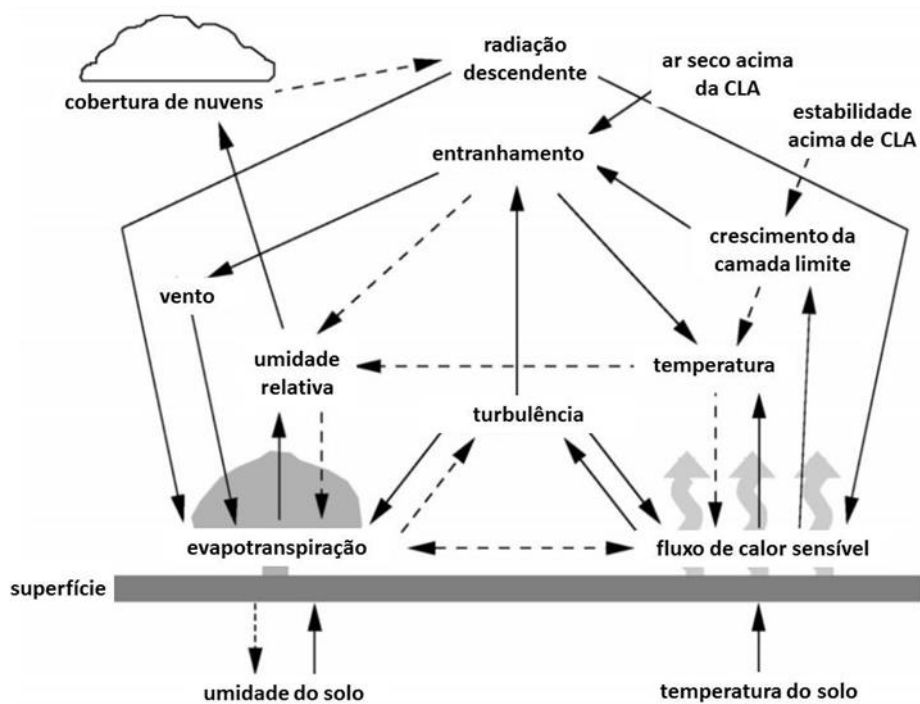 radiação
descendente
ar seco acima
da CLA
cobertura de nuvens
estabilidade
acima de CLA
entranhamento
crescimento da
camada limite
vento
umidade
relativa
temperatura
turbulência
evapotranspiração
fluxo de calor sensível
superfície
umidade do solo
temperatura do solo